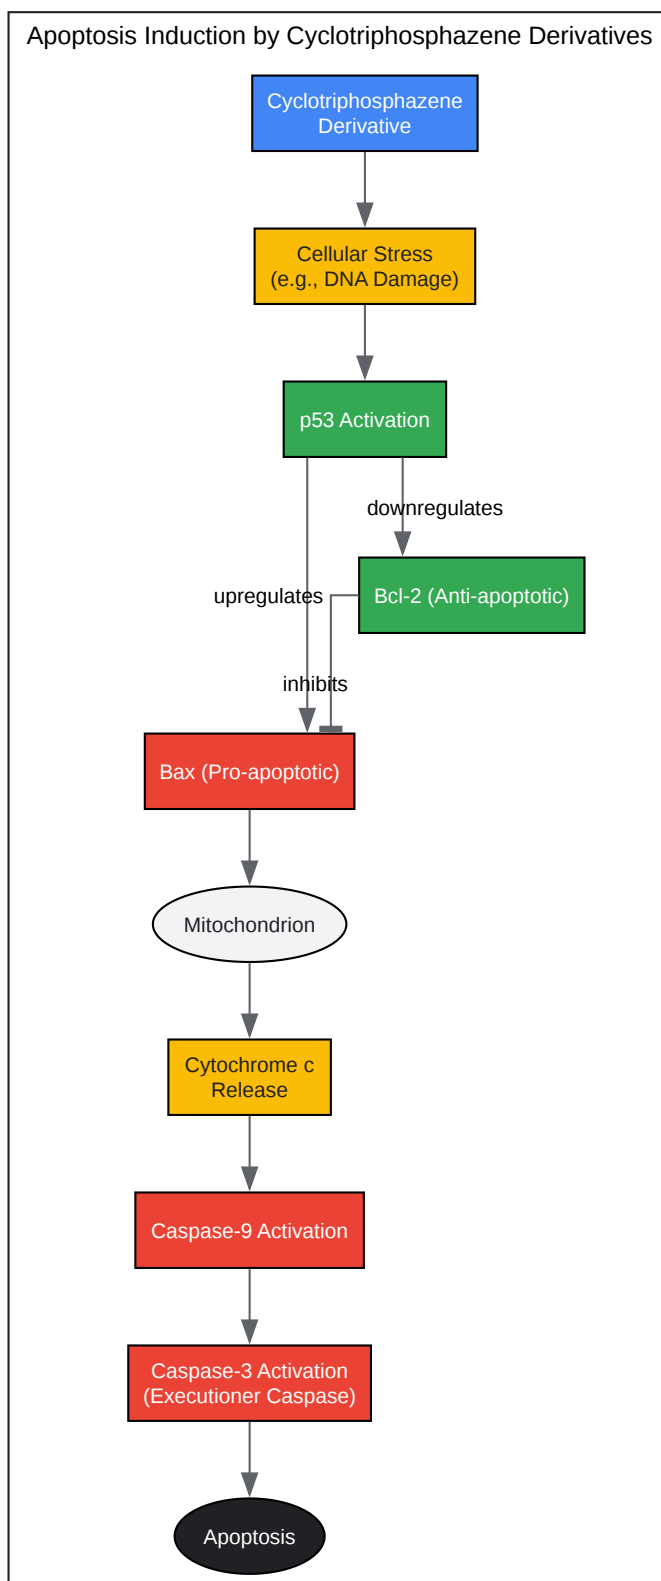 Apoptosis Induction by Cyclotriphosphazene Derivatives
Cyclotriphosphazene
Derivative
Cellular Stress
(e.g., DNA Damage)
p53 Activation
downregulates
Bcl-2 (Anti-apoptotic)
upregulates
inhibits
Bax (Pro-apoptotic)
Mitochondrion
Cytochrome c
Release
Caspase-9 Activation
Caspase-3 Activation
(Executioner Caspase)
Apoptosis